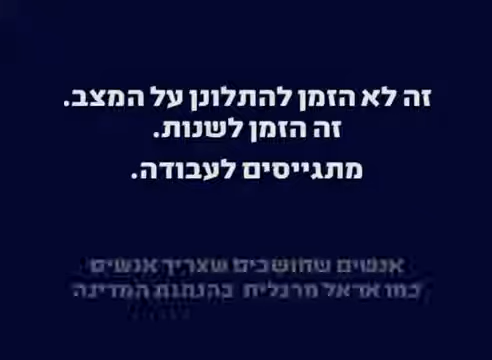 זה לא הזמן להתלונן על המצב.
זה הזמן לשנות.
מתגייסים לעבודה.
אנשים שחושבים שצריך אנשים
כמו אראל מרגלית בהנהגת המדינה